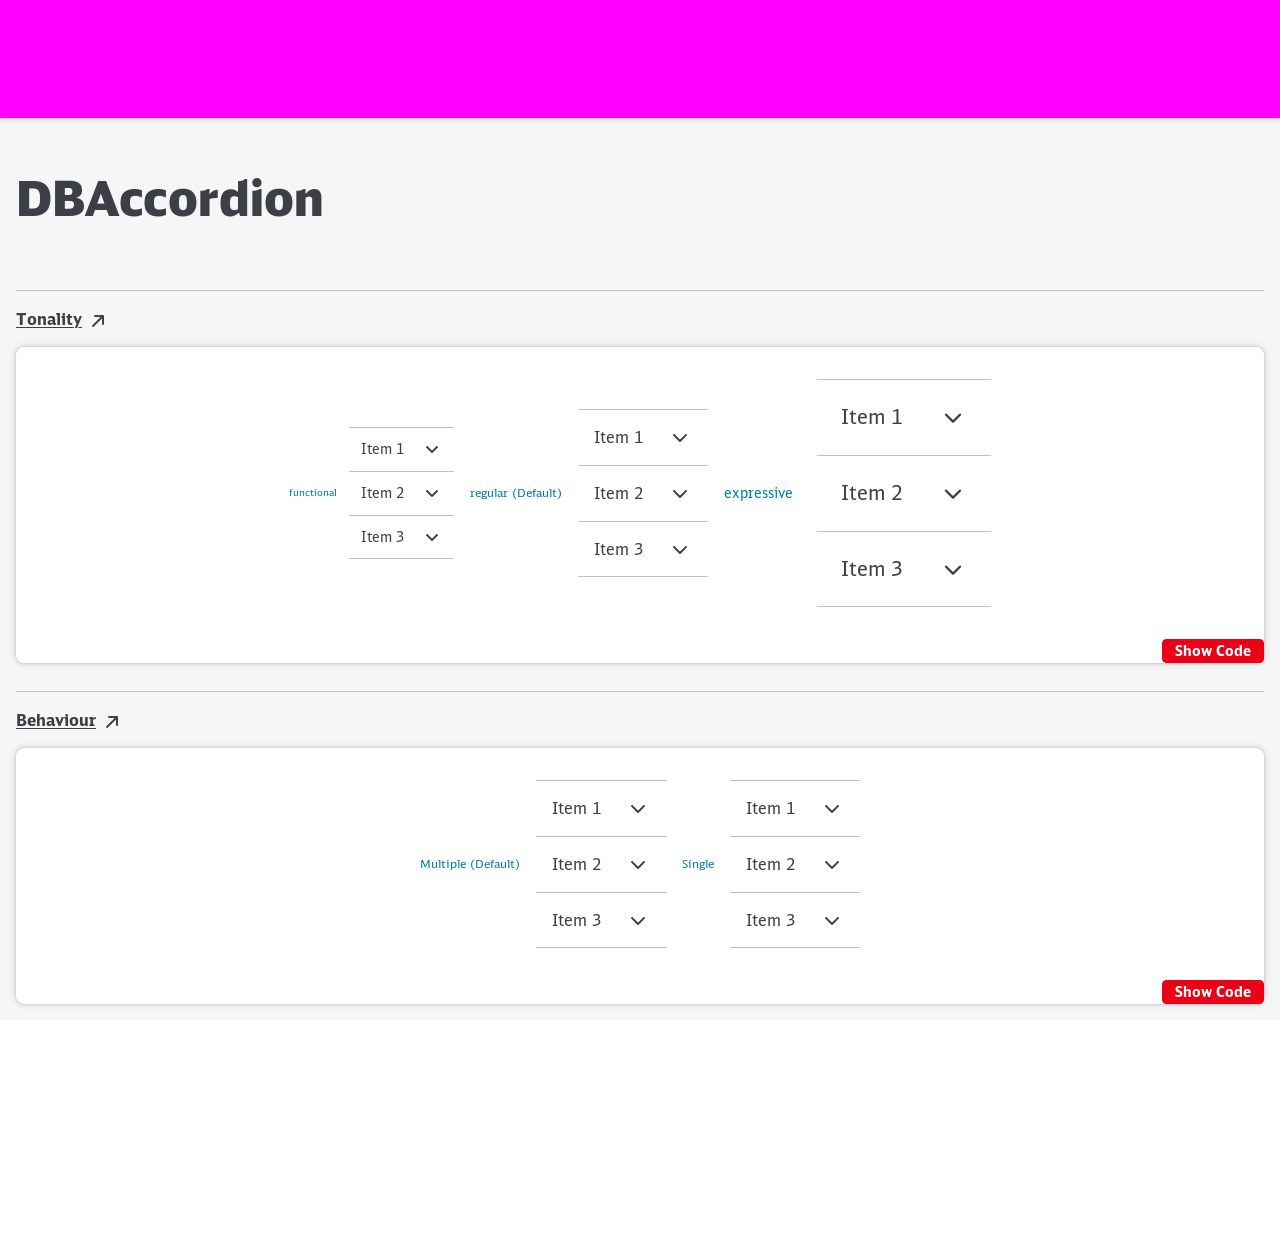 DBAccordion
Tonality
functional
Item 1
Item 2
Item 3
regular (Default)
Item 1
Item 2
Item 3
expressive
Item 1
Item 2
Item 3
Show Code
Behaviour
Multiple (Default)
Item 1
Item 2
Item 3
Single
Item 1
Item 2
Item 3
Show Code